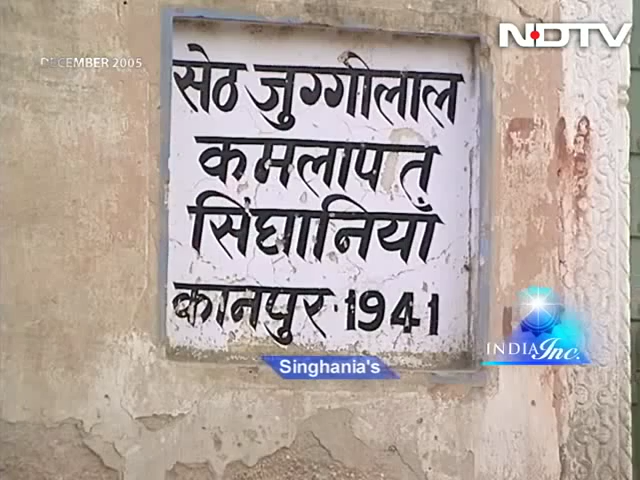 NDTV
DECEMBER 2005
सेठ जुग्गीलाल
कमलापत
सिंघानियाँ
कानपुर 1941
INDIA Inc.
Singhania's